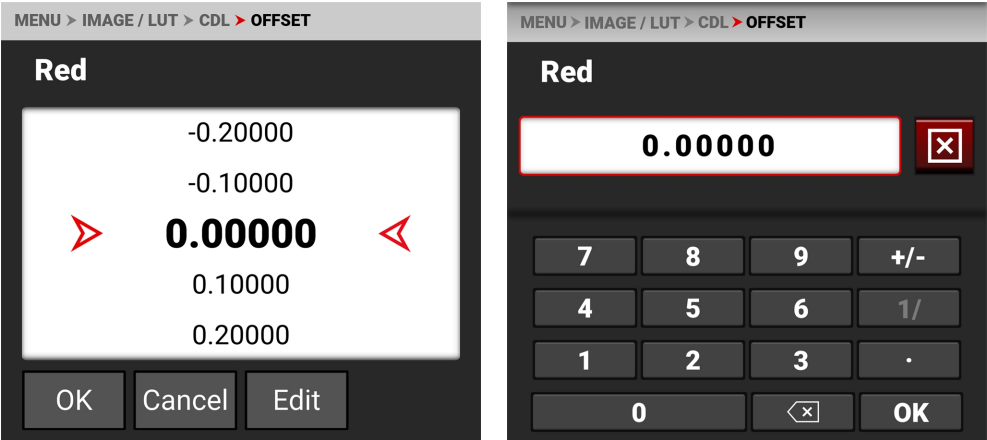 MENU > IMAGE / LUT > CDL > OFFSET
Red
-0.20000
-0.10000
0.00000
0.10000
0.20000
OK Cancel Edit
MENU > IMAGE / LUT > CDL > OFFSET
Red
0.00000
7 8 9 +/-
4 5 6 1/
1 2 3 .
0 OK